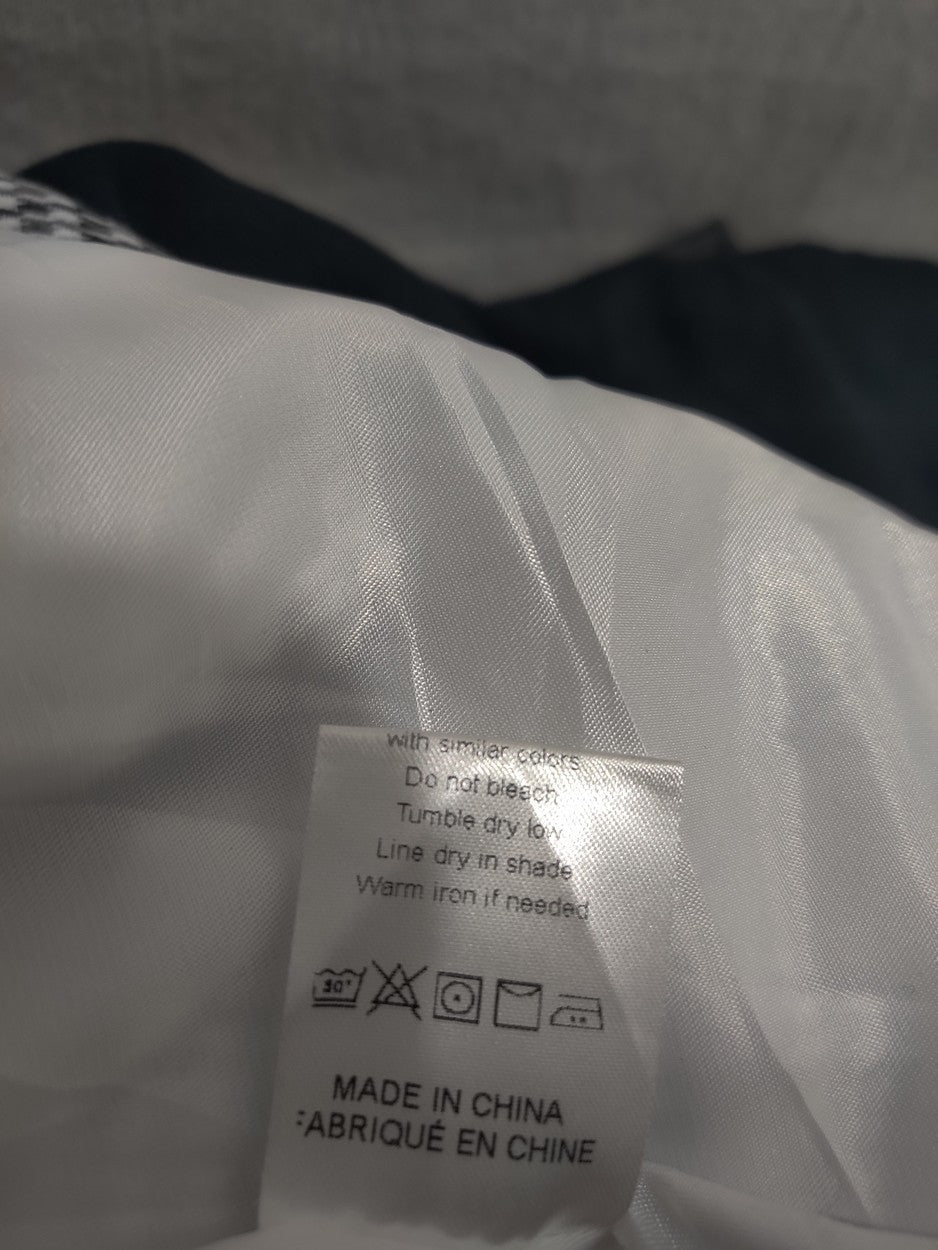 with similar colors
Do not bleach
Tumble dry low
Line dry in shade
Warm iron if needed
30°
MADE IN CHINA
FABRIQUÉ EN CHINE